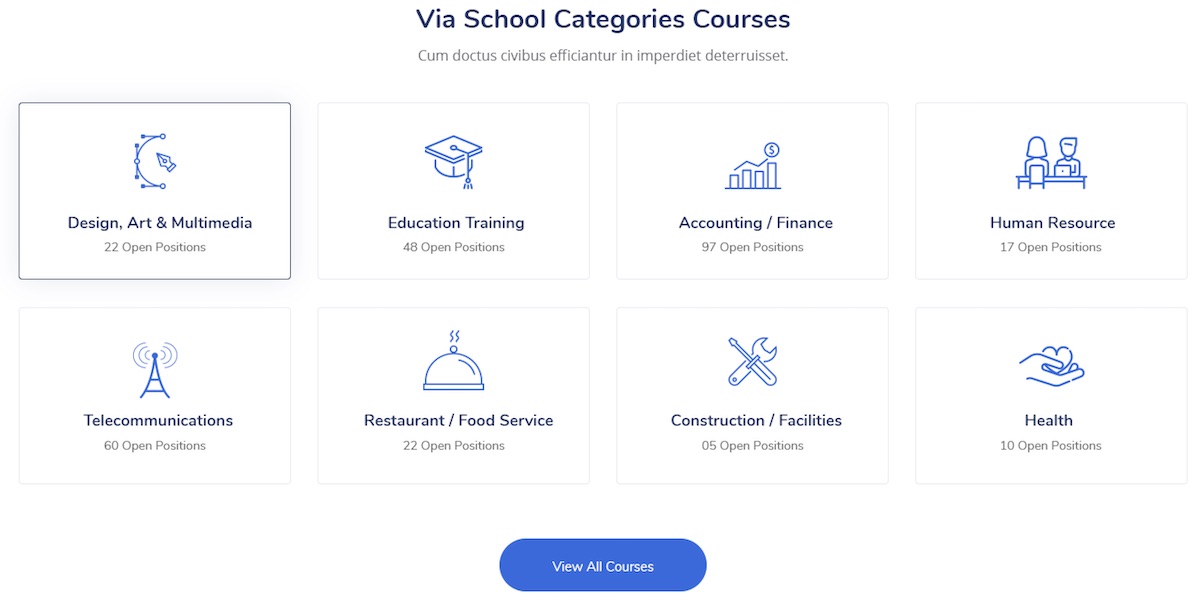 Via School Categories Courses
Cum doctus civibus efficiantur in imperdiet deterruisset.
Design, Art & Multimedia
22 Open Positions
Education Training
48 Open Positions
$
Accounting / Finance
97 Open Positions
Human Resource
17 Open Positions
Telecommunications
60 Open Positions
Restaurant / Food Service
22 Open Positions
Construction / Facilities
05 Open Positions
Health
10 Open Positions
View All Courses